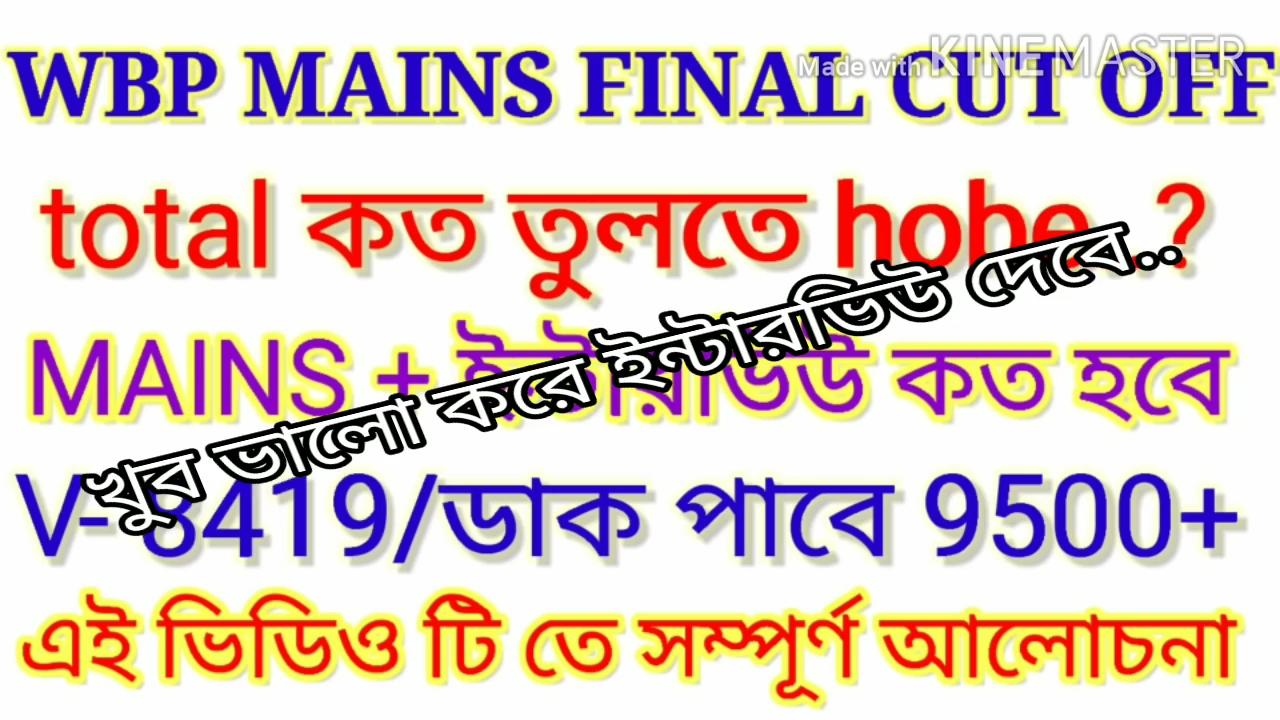 Made with KINEMASTER
WBP MAINS FINAL CUT OFF
total কত তুলতে hobe..?
খুব ভালো করে ইন্টারভিউ দেবে..
MAINS + ইন্টারভিউ কত হবে
V-8419/ডাক পাবে 9500+
এই ভিডিও টি তে সম্পূর্ণ আলোচনা